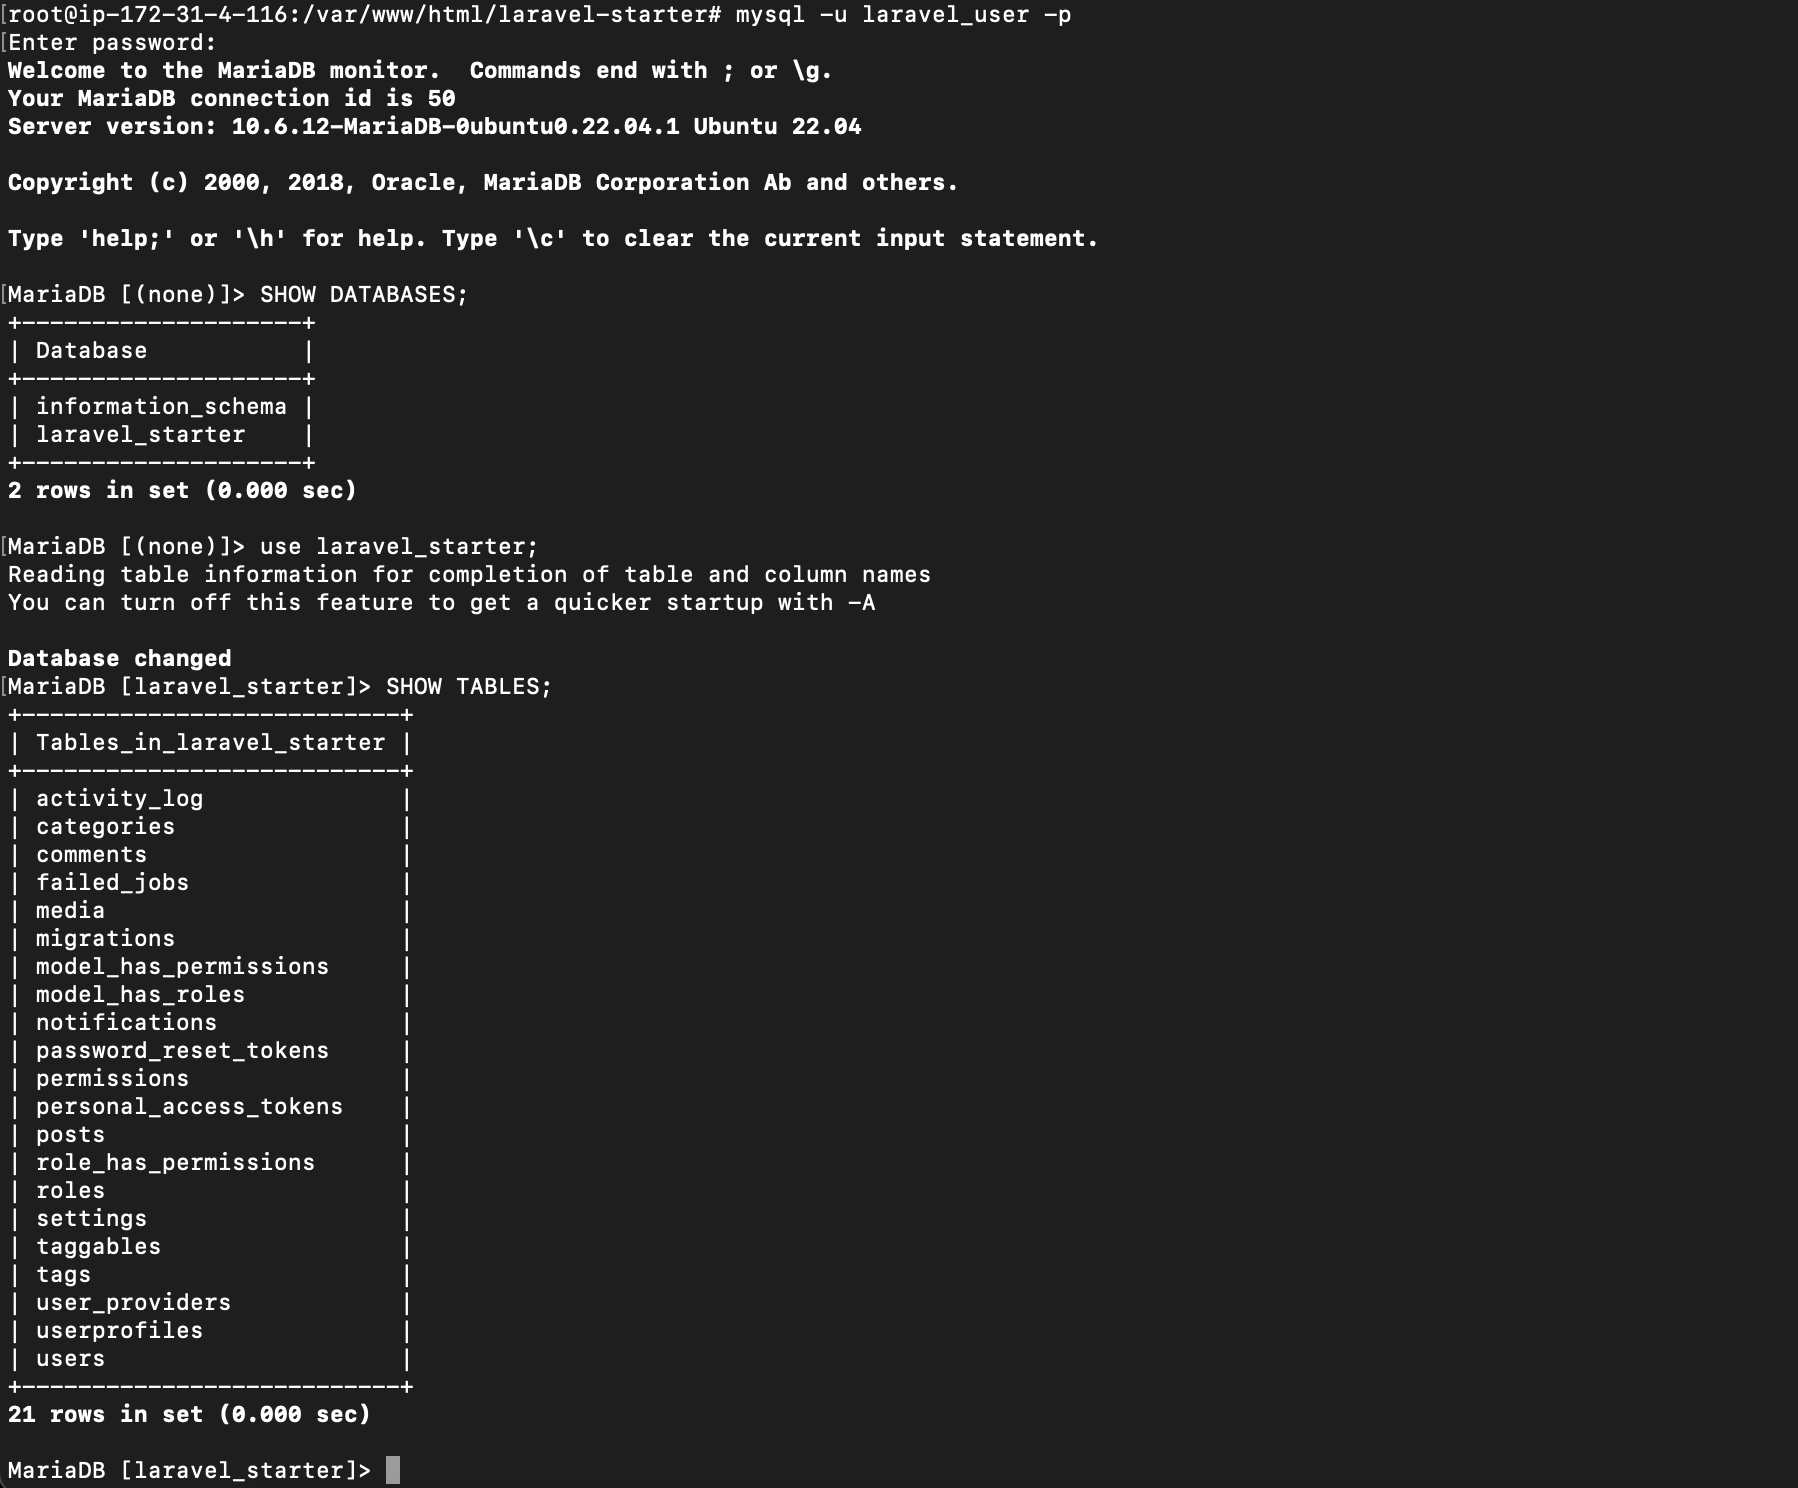 [root@ip-172-31-4-116:/var/www/html/laravel-starter# mysql -u laravel_user -p
[Enter password:
Welcome to the MariaDB monitor.  Commands end with ; or \g.
Your MariaDB connection id is 50
Server version: 10.6.12-MariaDB-0ubuntu0.22.04.1 Ubuntu 22.04
Copyright (c) 2000, 2018, Oracle, MariaDB Corporation Ab and others.
Type 'help;' or '\h' for help. Type '\c' to clear the current input statement.
[MariaDB [(none)]> SHOW DATABASES;
+--------------------+
| Database           |
+--------------------+
| information_schema |
| laravel_starter    |
+--------------------+
2 rows in set (0.000 sec)
[MariaDB [(none)]> use laravel_starter;
Reading table information for completion of table and column names
You can turn off this feature to get a quicker startup with -A
Database changed
[MariaDB [laravel_starter]> SHOW TABLES;
+---------------------------+
| Tables_in_laravel_starter |
+---------------------------+
| activity_log              |
| categories                |
| comments                  |
| failed_jobs               |
| media                     |
| migrations                |
| model_has_permissions     |
| model_has_roles           |
| notifications             |
| password_reset_tokens     |
| permissions               |
| personal_access_tokens    |
| posts                     |
| role_has_permissions      |
| roles                     |
| settings                  |
| taggables                 |
| tags                      |
| user_providers            |
| userprofiles              |
| users                     |
+---------------------------+
21 rows in set (0.000 sec)
MariaDB [laravel_starter]>